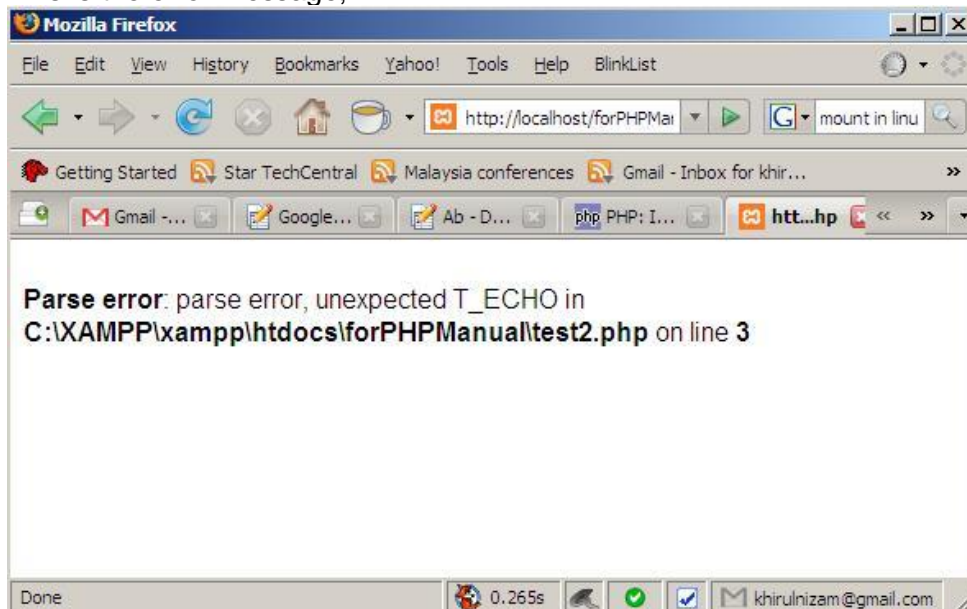 Mozilla Firefox
File Edit View History Bookmarks Yahoo! Tools Help BlinkList
http://localhost/forPHPMai G mount in linu
Getting Started Star TechCentral Malaysia conferences Gmail - Inbox for khir... »
Gmail -... Google... Ab - D... php PHP: I... htt...hp « »
Parse error: parse error, unexpected T_ECHO in
C:\XAMPP\xampp\htdocs\forPHPManual\test2.php on line 3
Done 0.265s khirulnizam@gmail.com